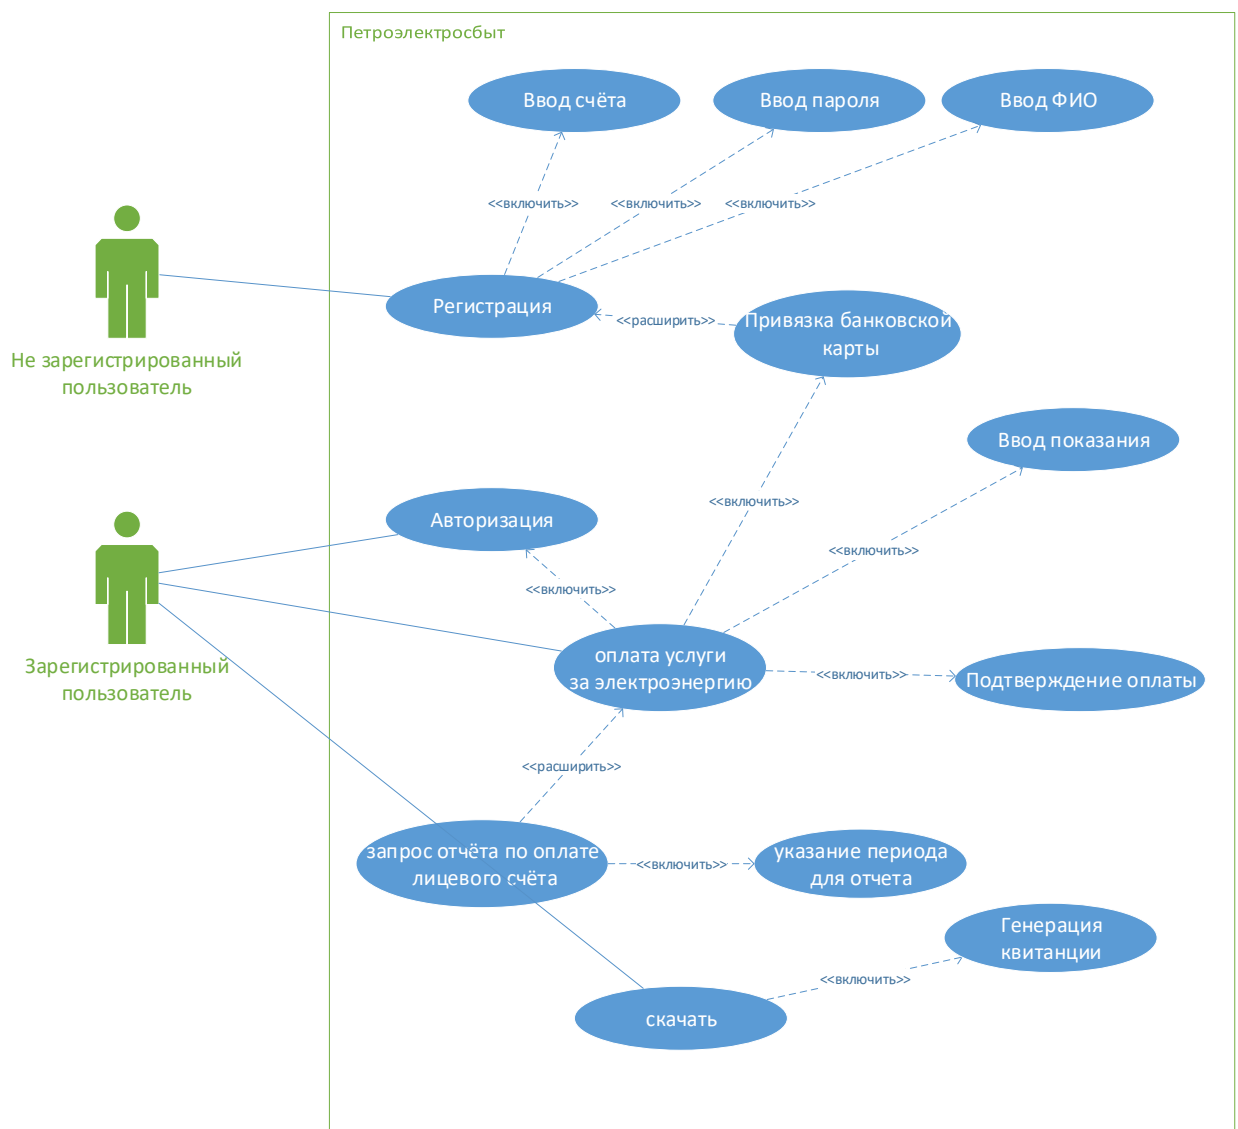 Петроэлектросбыт
Ввод счёта
Ввод пароля
Ввод ФИО
<<включить>>
<<включить>>
<<включить>>
Регистрация
<<расширить>>
Привязка банковской
карты
Не зарегистрированный
пользователь
Ввод показания
<<включить>>
Авторизация
<<включить>>
<<включить>>
оплата услуги
за электроэнергию
<<включить>>
Подтверждение оплаты
Зарегистрированный
пользователь
<<расширить>>
запрос отчёта по оплате
лицевого счёта
<<включить>>
указание периода
для отчета
Генерация
квитанции
<<включить>>
скачать